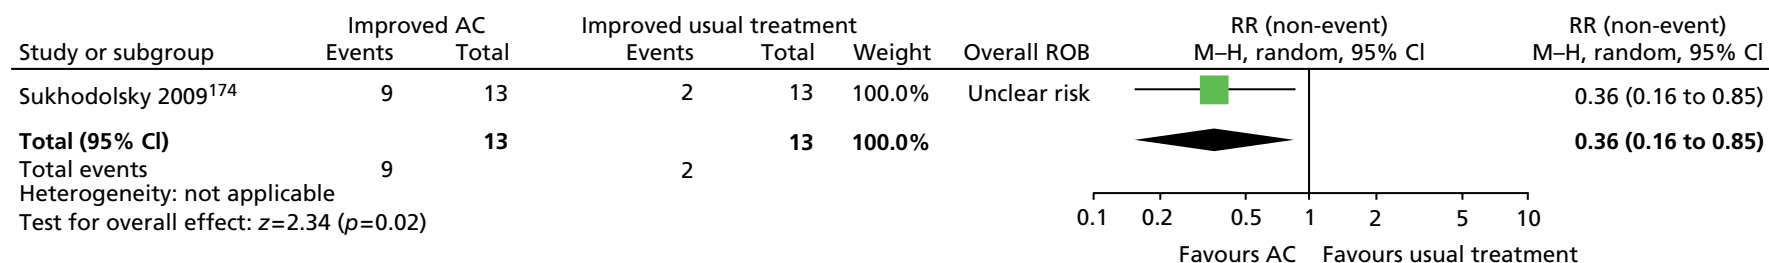 Improved AC Improved usual treatment RR (non-event) RR (non-event)
Study or subgroup Events Total Events Total Weight Overall ROB M–H, random, 95% CI M–H, random, 95% CI
Sukhodolsky 2009174 9 13 2 13 100.0% Unclear risk 0.36 (0.16 to 0.85)
Total (95% CI) 13 13 100.0% 0.36 (0.16 to 0.85)
Total events 9 2
Heterogeneity: not applicable
Test for overall effect: z=2.34 (p=0.02)
0.1 0.2 0.5 1 2 5 10
Favours AC Favours usual treatment